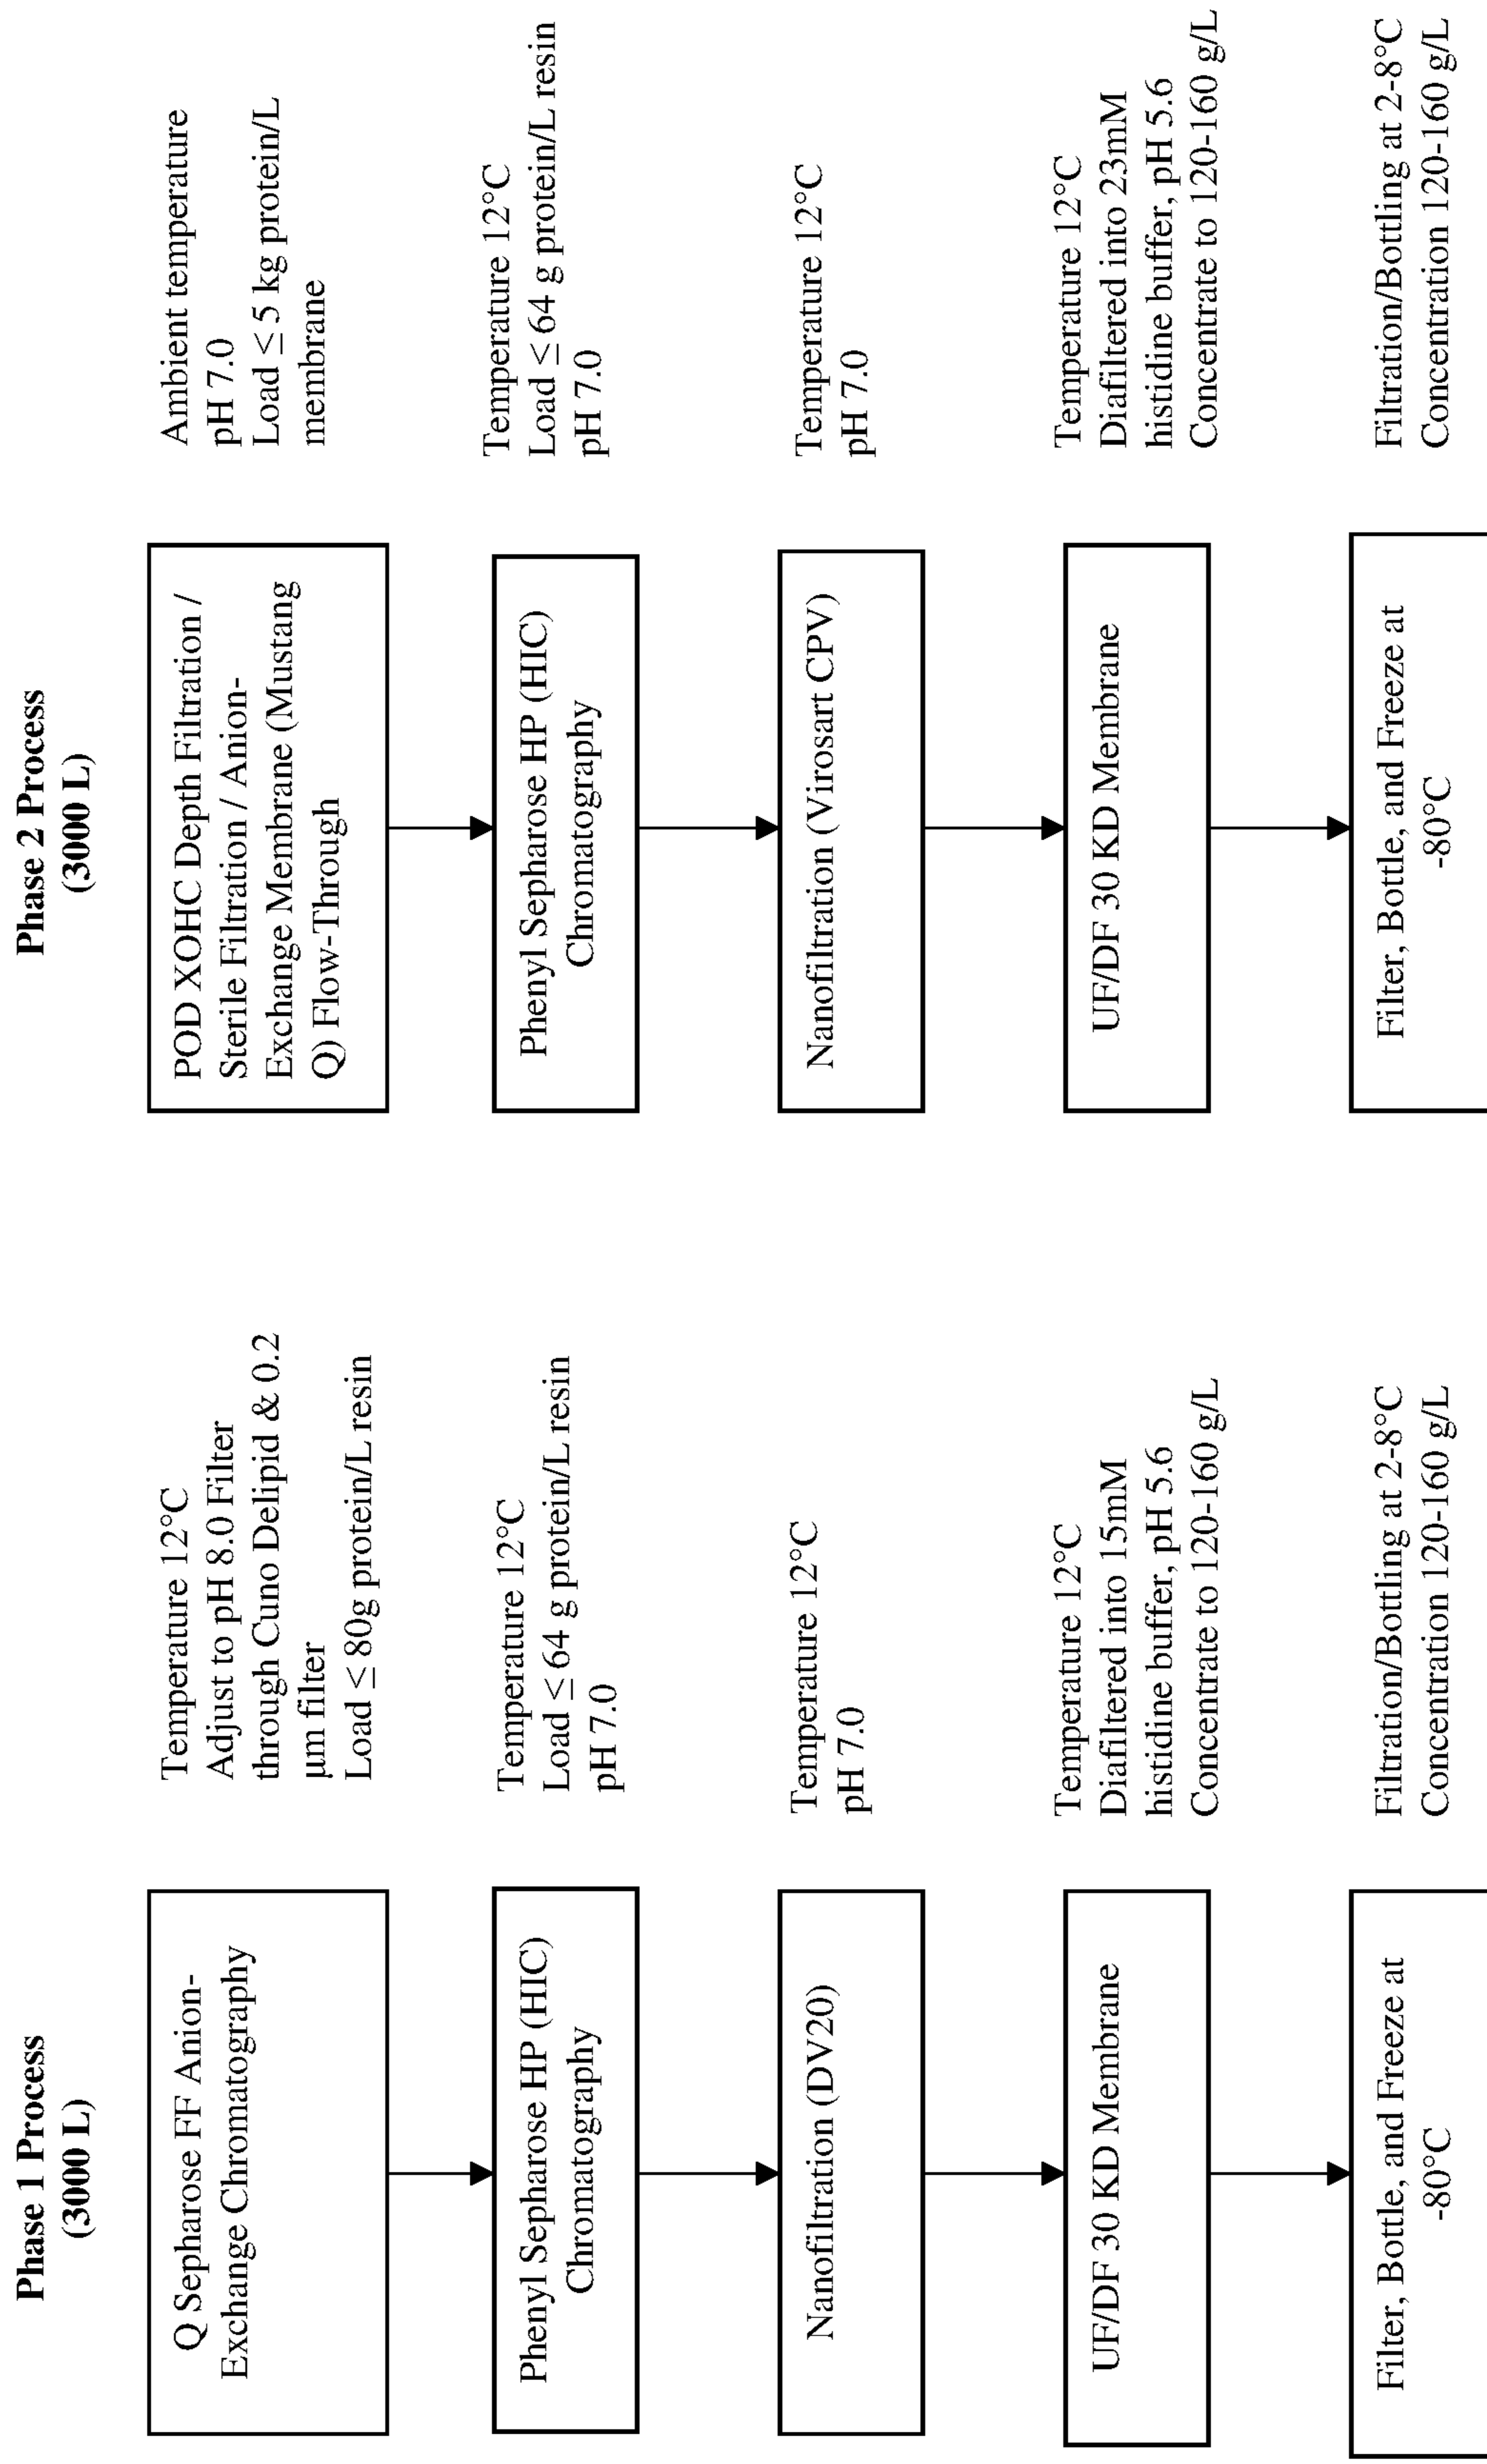 Phase 1 Process
(3000 L)
Q Sepharose FF Anion-
Exchange Chromatography
Temperature 12°C
Adjust to pH 8.0 Filter
through Cuno Delipid & 0.2
μm filter
Load ≤ 80g protein/L resin
Phenyl Sepharose HP (HIC)
Chromatography
Temperature 12°C
Load ≤ 64 g protein/L resin
pH 7.0
Nanofiltration (DV20)
Temperature 12°C
pH 7.0
UF/DF 30 KD Membrane
Temperature 12°C
Diafiltered into 15mM
histidine buffer, pH 5.6
Concentrate to 120-160 g/L
Filter, Bottle, and Freeze at
-80°C
Filtration/Bottling at 2-8°C
Concentration 120-160 g/L
Phase 2 Process
(3000 L)
POD XOHC Depth Filtration /
Sterile Filtration / Anion-
Exchange Membrane (Mustang
Q) Flow-Through
Ambient temperature
pH 7.0
Load ≤ 5 kg protein/L
membrane
Phenyl Sepharose HP (HIC)
Chromatography
Temperature 12°C
Load ≤ 64 g protein/L resin
pH 7.0
Nanofiltration (Virosart CPV)
Temperature 12°C
pH 7.0
UF/DF 30 KD Membrane
Temperature 12°C
Diafiltered into 23mM
histidine buffer, pH 5.6
Concentrate to 120-160 g/L
Filter, Bottle, and Freeze at
-80°C
Filtration/Bottling at 2-8°C
Concentration 120-160 g/L